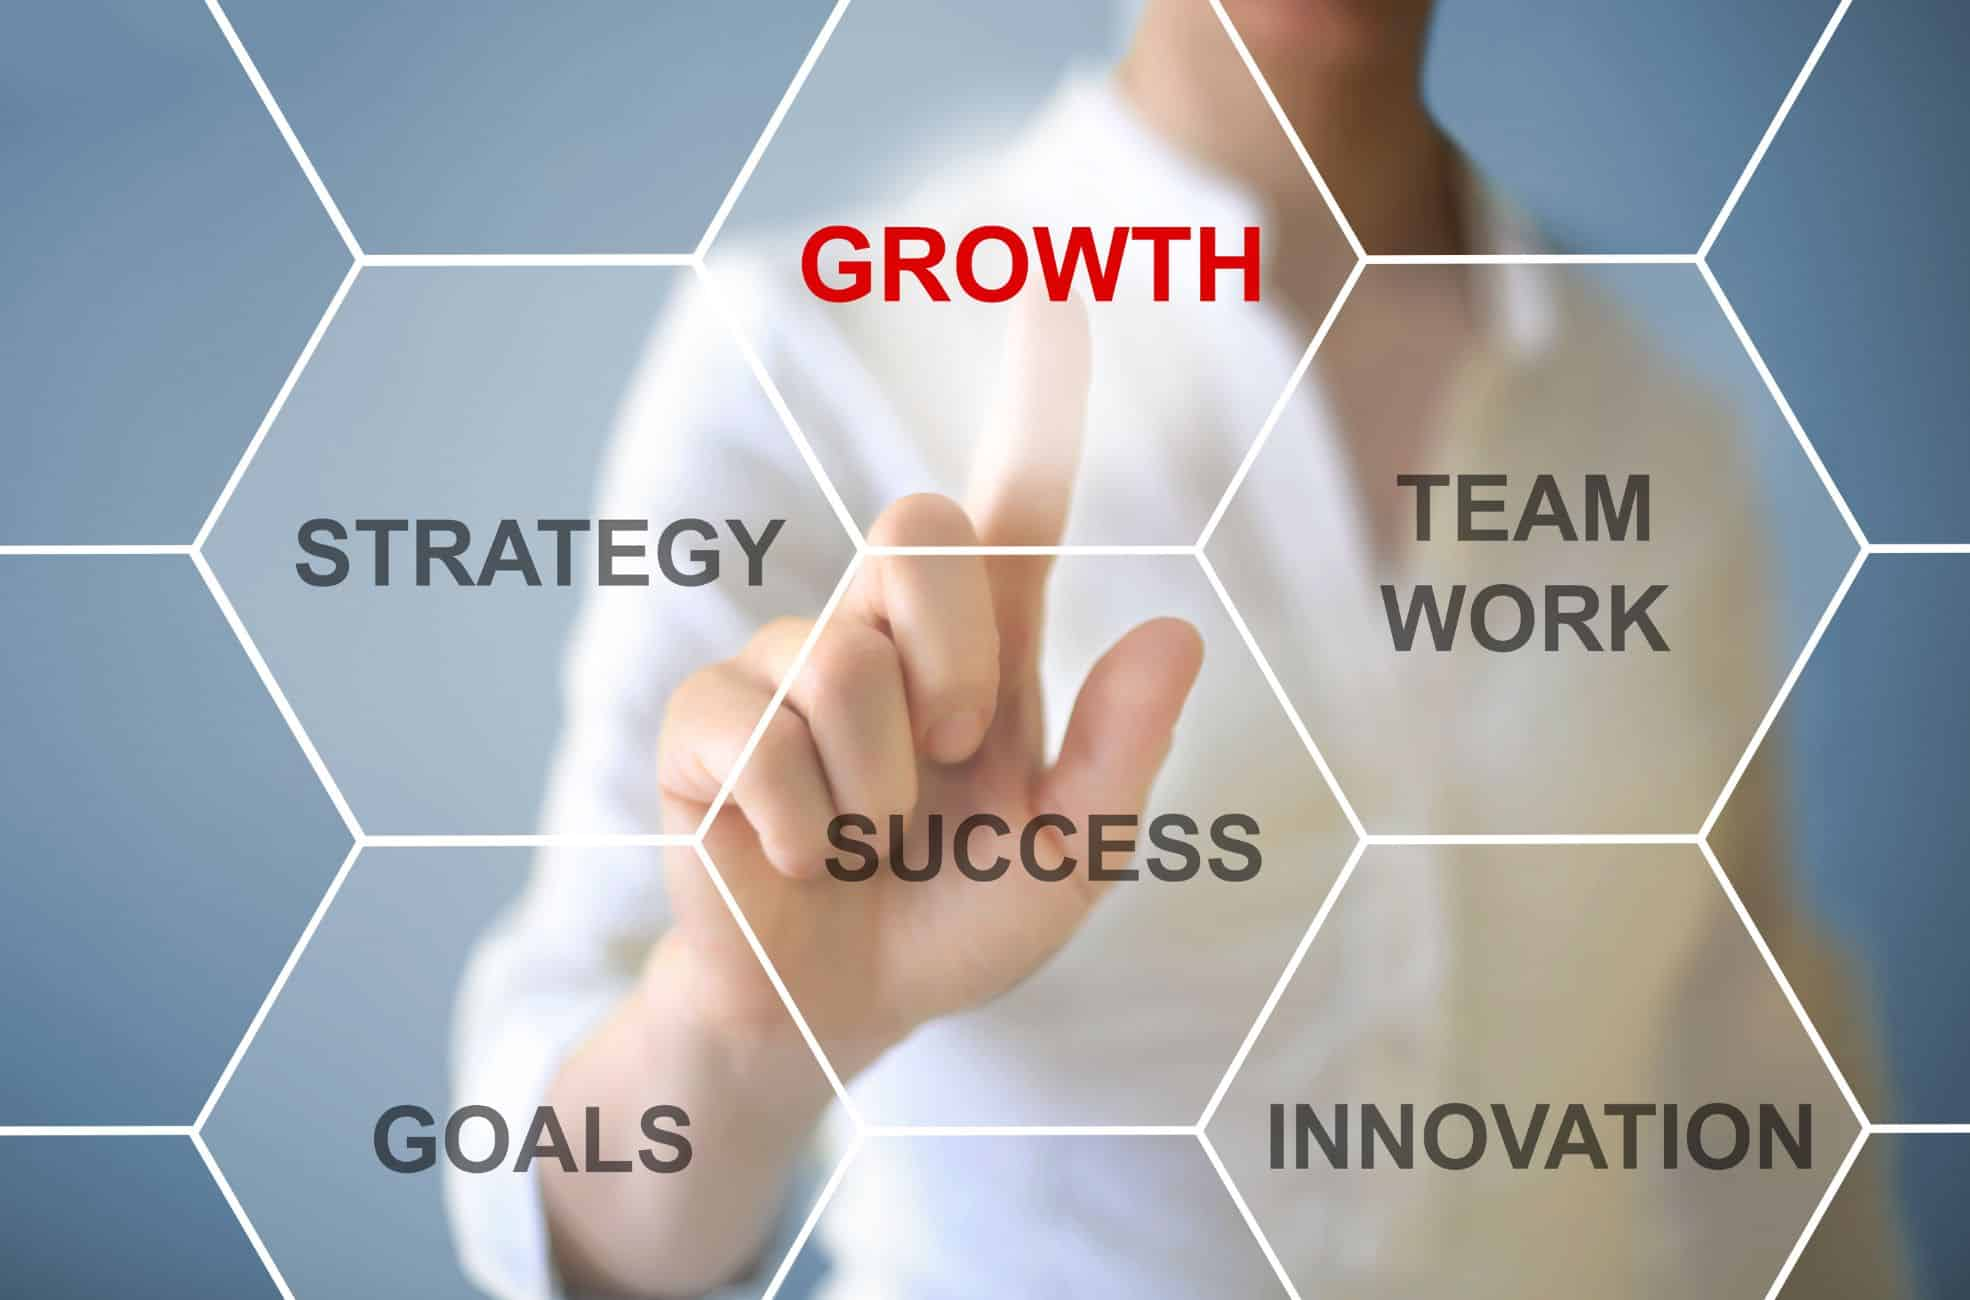 GROWTH
STRATEGY
TEAM
WORK
SUCCESS
GOALS
INNOVATION